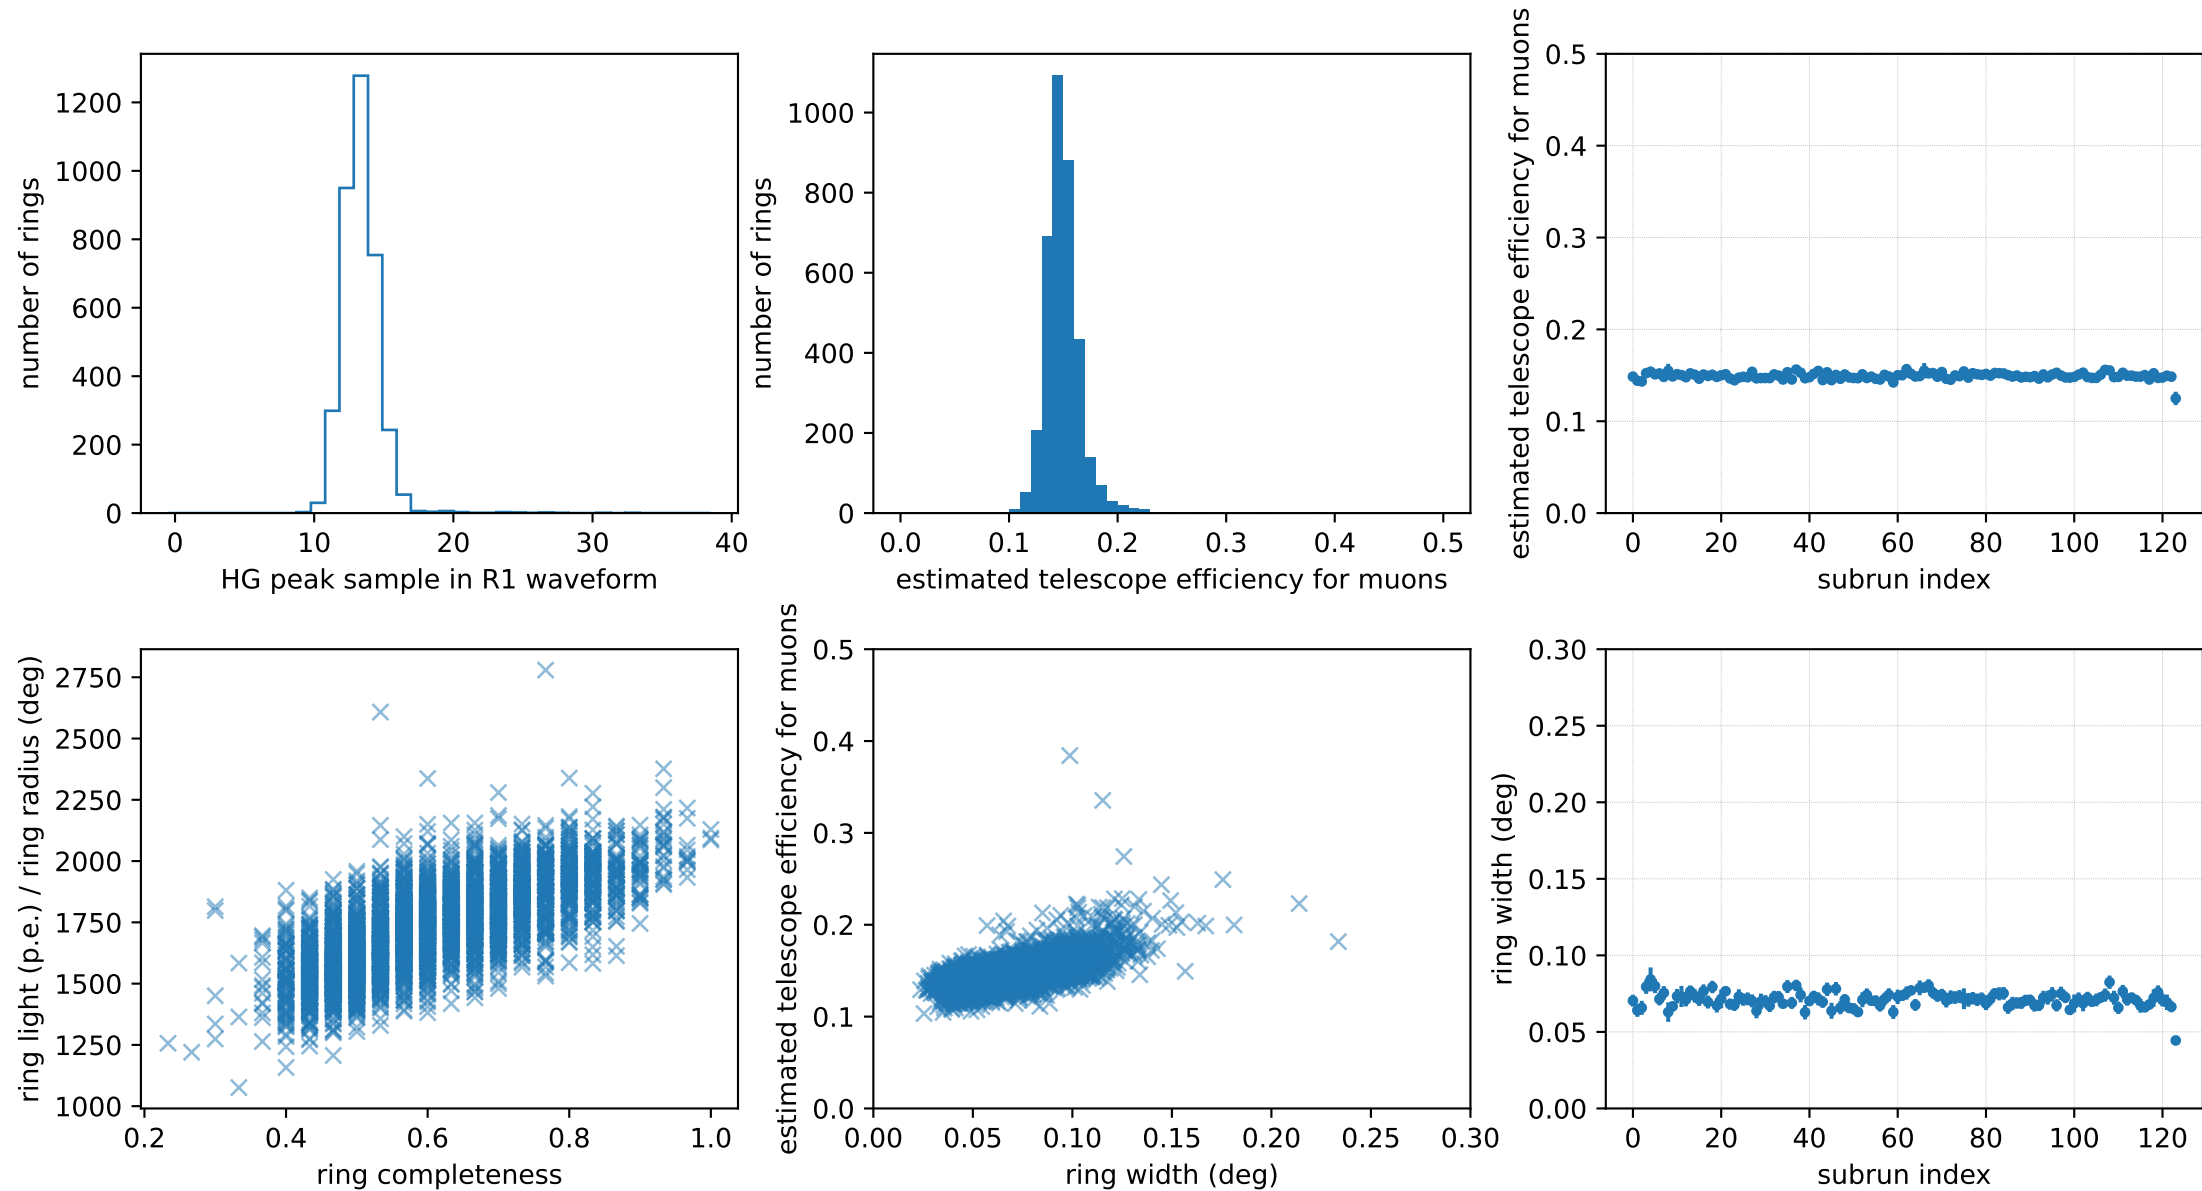 number of rings
1200
1000
800
600
400
200
0
0 10 20 30 40
HG peak sample in R1 waveform
number of rings
1000
800
600
400
200
0
0.0 0.1 0.2 0.3 0.4 0.5
estimated telescope efficiency for muons
estimated telescope efficiency for muons
0.5
0.4
0.3
0.2
0.1
0.0
0 20 40 60 80 100 120
subrun index
ring light (p.e.) / ring radius (deg)
2750
2500
2250
2000
1750
1500
1250
1000
0.2 0.4 0.6 0.8 1.0
ring completeness
estimated telescope efficiency for muons
0.5
0.4
0.3
0.2
0.1
0.0
0.00 0.05 0.10 0.15 0.20 0.25 0.30
ring width (deg)
ring width (deg)
0.30
0.25
0.20
0.15
0.10
0.05
0.00
0 20 40 60 80 100 120
subrun index